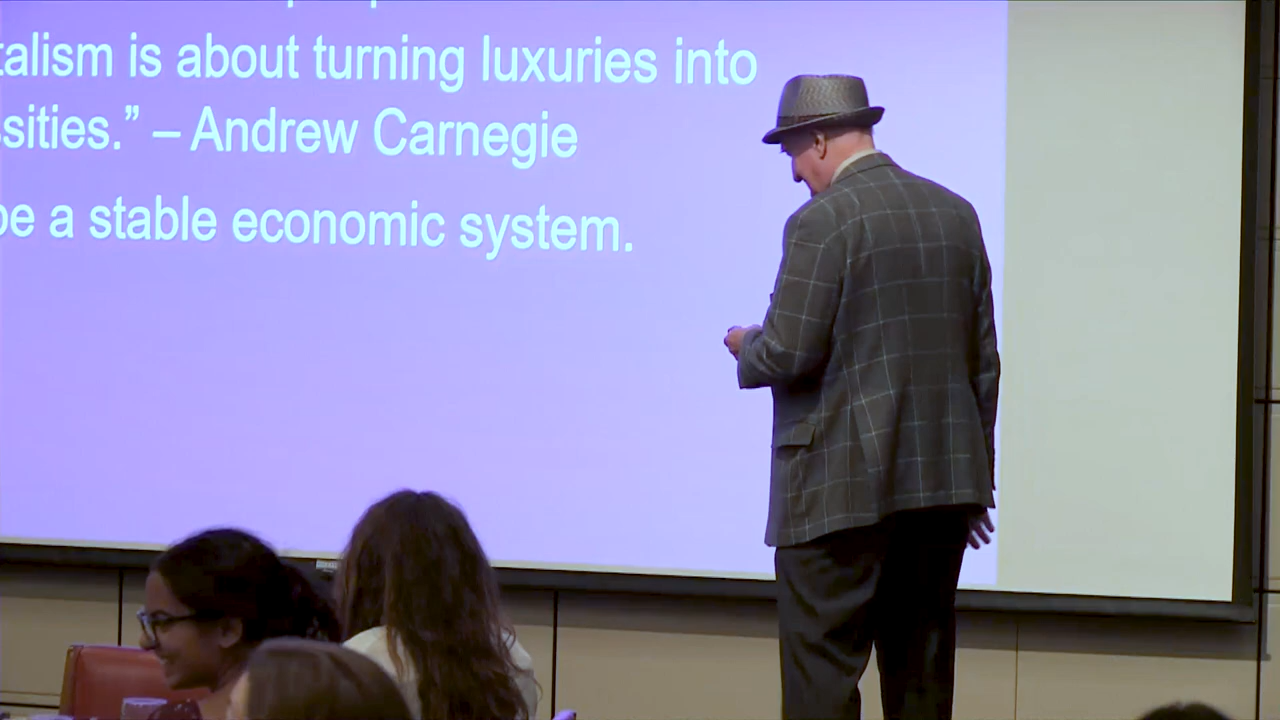 talism is about turning luxuries into
ssities.” – Andrew Carnegie
be a stable economic system.